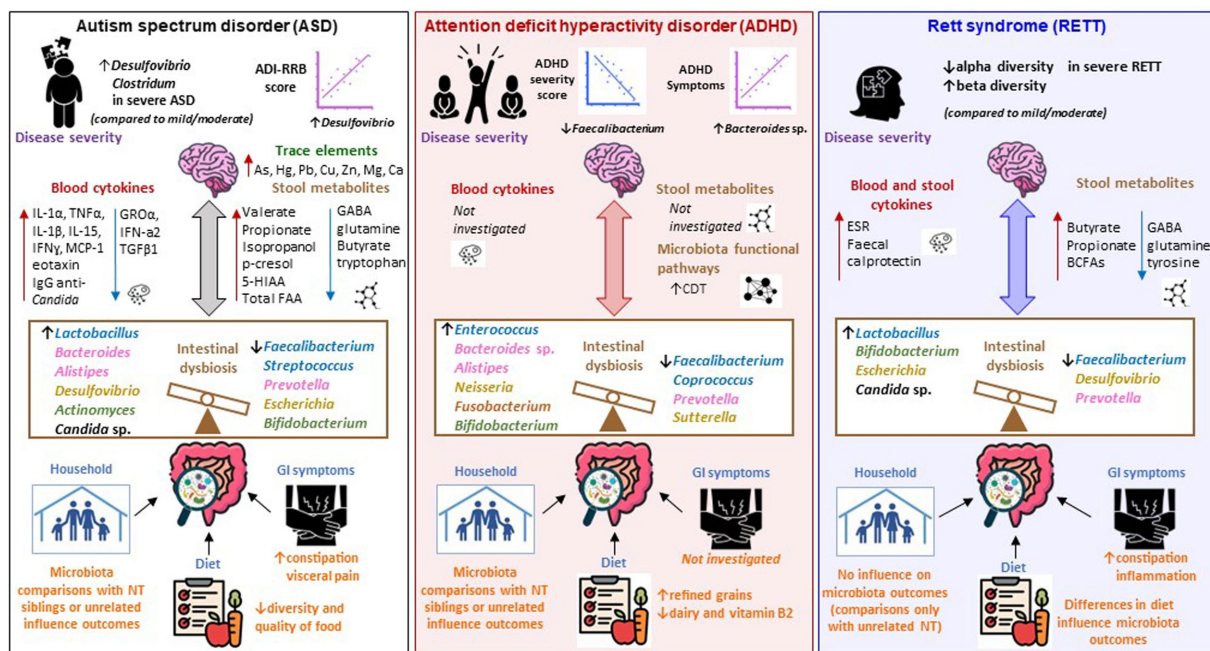 Autism spectrum disorder (ASD)
↑Desulfovibrio
Clostridum
in severe ASD
(compared to mild/moderate)
ADI-RRB
score
↑Desulfovibrio
Disease severity
Trace elements
↑As, Hg, Pb, Cu, Zn, Mg, Ca
Blood cytokines
Stool metabolites
IL-1α, TNFα,
IL-1β, IL-15,
IFNγ, MCP-1
eotaxin
IgG anti-
Candida
GROα,
IFN-a2
TGFβ1
Valerate
Propionate
Isopropanol
p-cresol
5-HIAA
Total FAA
GABA
glutamine
Butyrate
tryptophan
↑Lactobacillus
Bacteroides
Alistipes
Desulfovibrio
Actinomyces
Candida sp.
Intestinal
dysbiosis
↓Faecalibacterium
Streptococcus
Prevotella
Escherichia
Bifidobacterium
Household
GI symptoms
Microbiota
comparisons with NT
siblings or unrelated
influence outcomes
Diet
↑constipation
visceral pain
↓diversity and
quality of food
Attention deficit hyperactivity disorder (ADHD)
ADHD
severity
score
↓Faecalibacterium
ADHD
Symptoms
↑Bacteroides sp.
Disease severity
Blood cytokines
Not
investigated
Stool metabolites
Not
investigated
Microbiota functional
pathways
↑CDT
↑Enterococcus
Bacteroides sp.
Alistipes
Neisseria
Fusobacterium
Bifidobacterium
Intestinal
dysbiosis
↓Faecalibacterium
Coprococcus
Prevotella
Sutterella
Household
GI symptoms
Not investigated
Microbiota
comparisons with NT
siblings or unrelated
influence outcomes
Diet
↑refined grains
↓dairy and vitamin B2
Rett syndrome (RETT)
↓alpha diversity in severe RETT
↑beta diversity
(compared to mild/moderate)
Disease severity
Blood and stool
cytokines
ESR
Faecal
calprotectin
Stool metabolites
Butyrate
Propionate
BCFAs
GABA
glutamine
tyrosine
↑Lactobacillus
Bifidobacterium
Escherichia
Candida sp.
Intestinal
dysbiosis
↓Faecalibacterium
Desulfovibrio
Prevotella
Household
GI symptoms
No influence on
microbiota outcomes
(comparisons only
with unrelated NT)
Diet
↑constipation
inflammation
Differences in diet
influence microbiota
outcomes